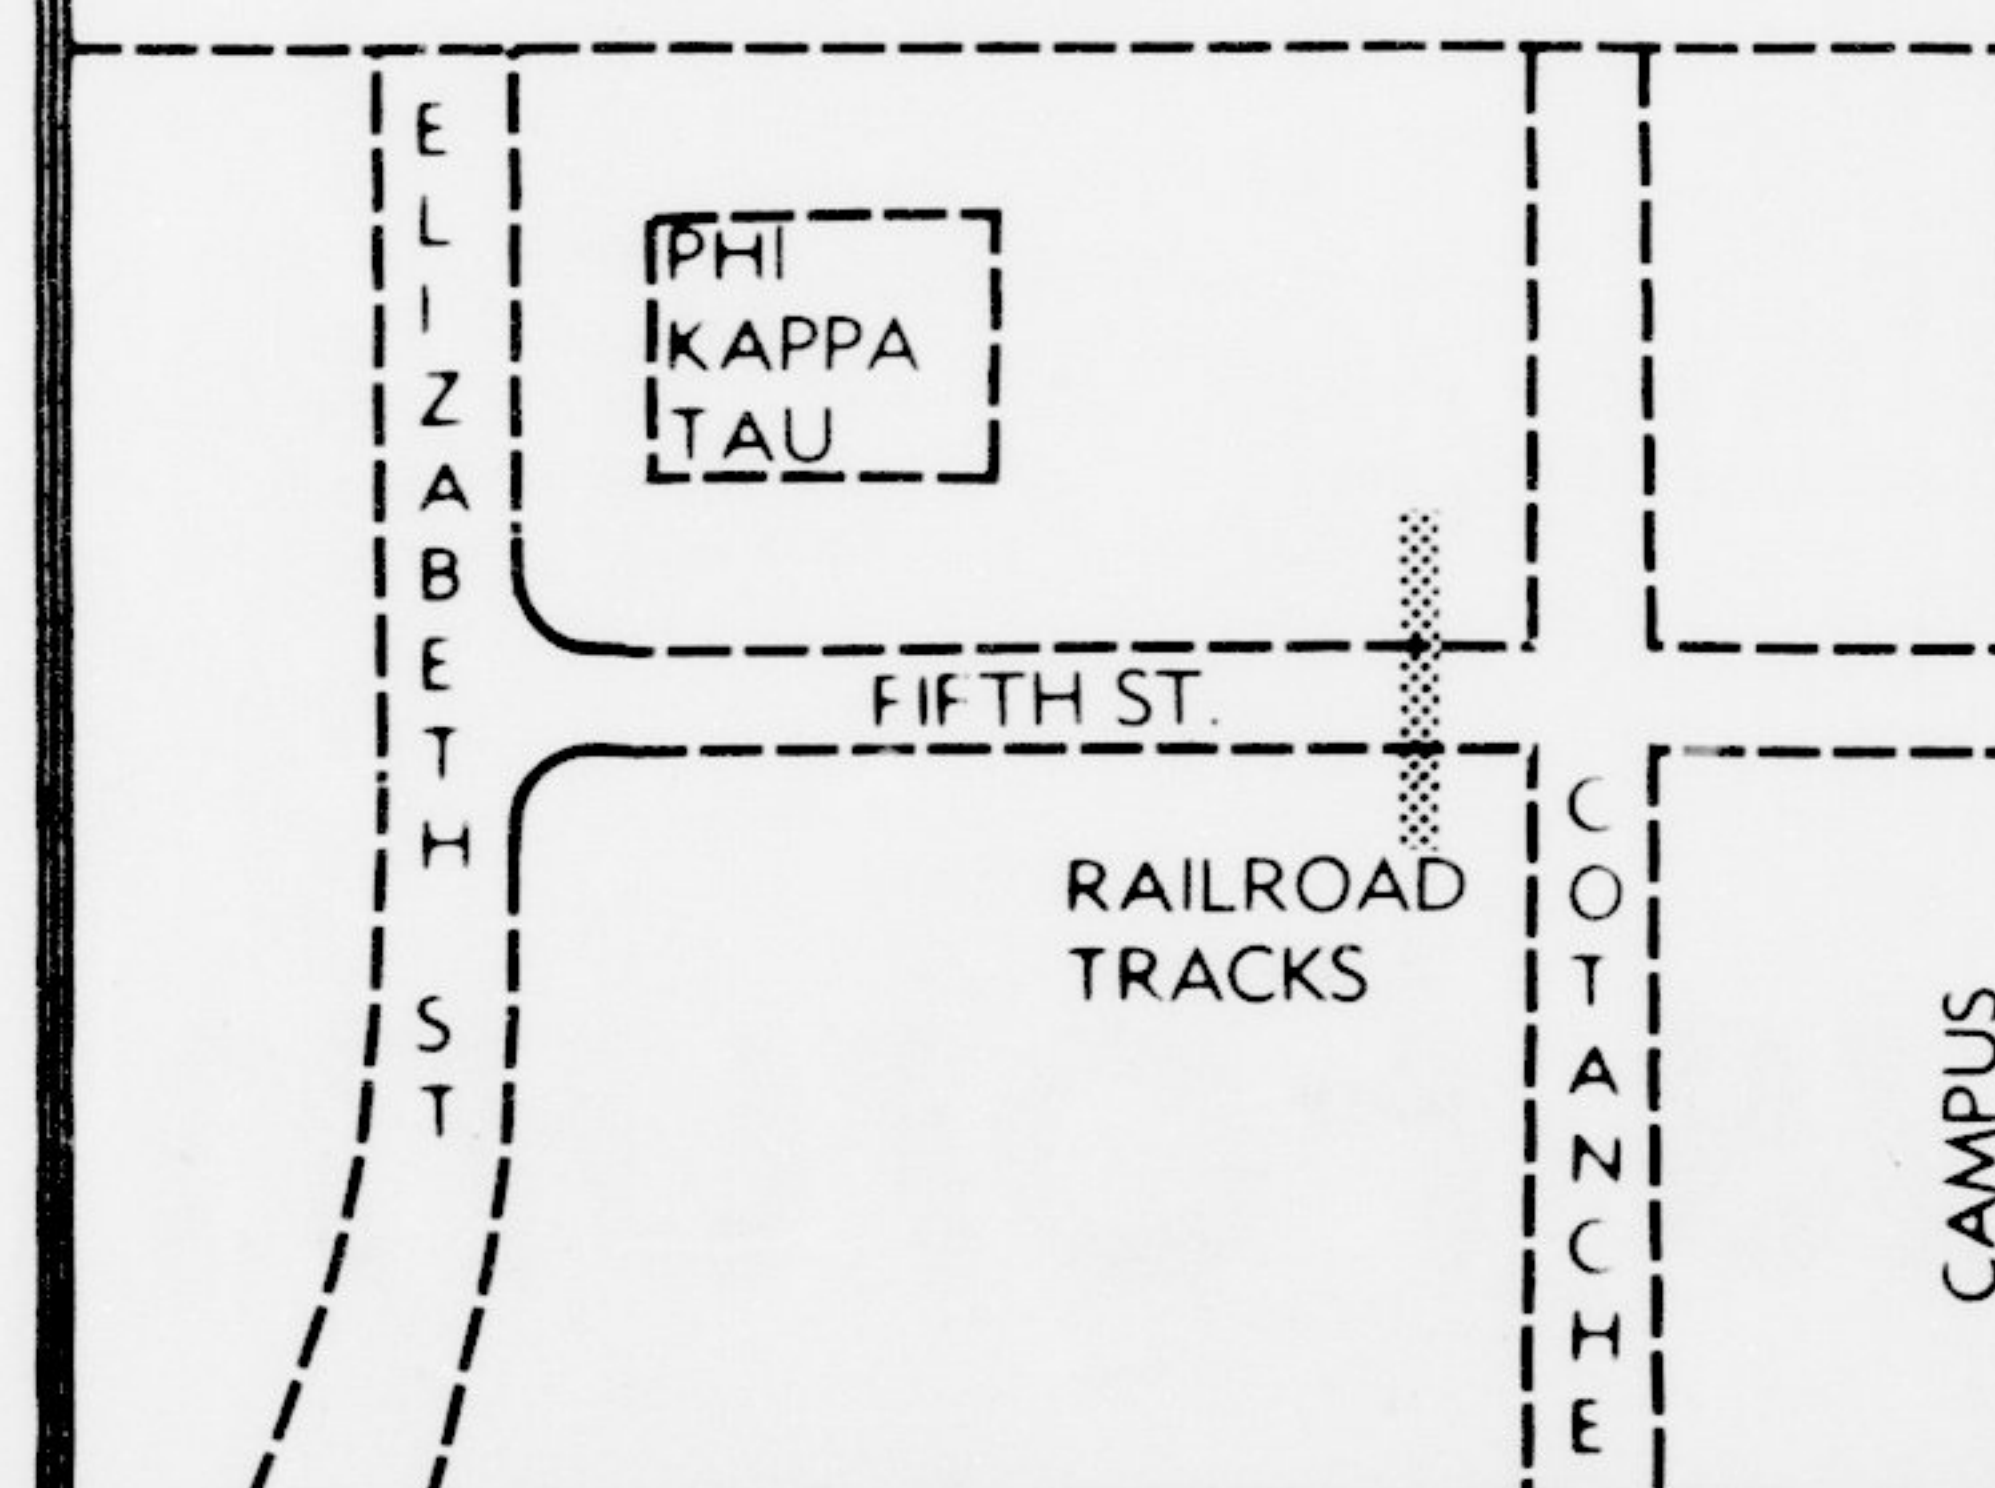 ELIZABETH ST
PHI
KAPPA
TAU
FIFTH ST.
RAILROAD
TRACKS
COTANCHE
CAMPUS